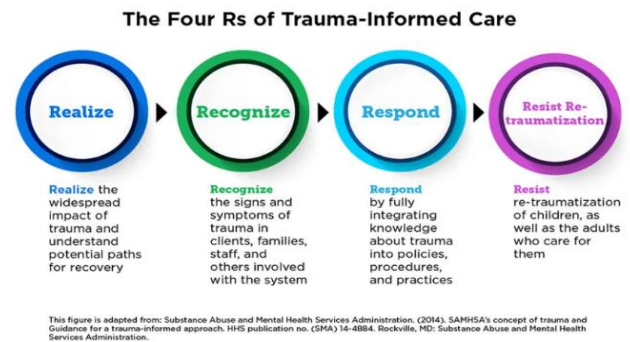 The Four Rs of Trauma-Informed Care
Realize
Recognize
Respond
Resist Re-
traumatization
Realize the
widespread
impact of
trauma and
understand
potential paths
for recovery
Recognize
the signs and
symptoms of
trauma in
clients, families,
staff, and
others involved
with the system
Respond
by fully
integrating
knowledge
about trauma
into policies,
procedures,
and practices
Resist
re-traumatization
of children, as
well as the adults
who care for
them
This figure is adapted from: Substance Abuse and Mental Health Services Administration. (2014). SAMHSA's concept of trauma and
Guidance for a trauma-informed approach. HHS publication no. (SMA) 14-4884. Rockville, MD: Substance Abuse and Mental Health
Services Administration.